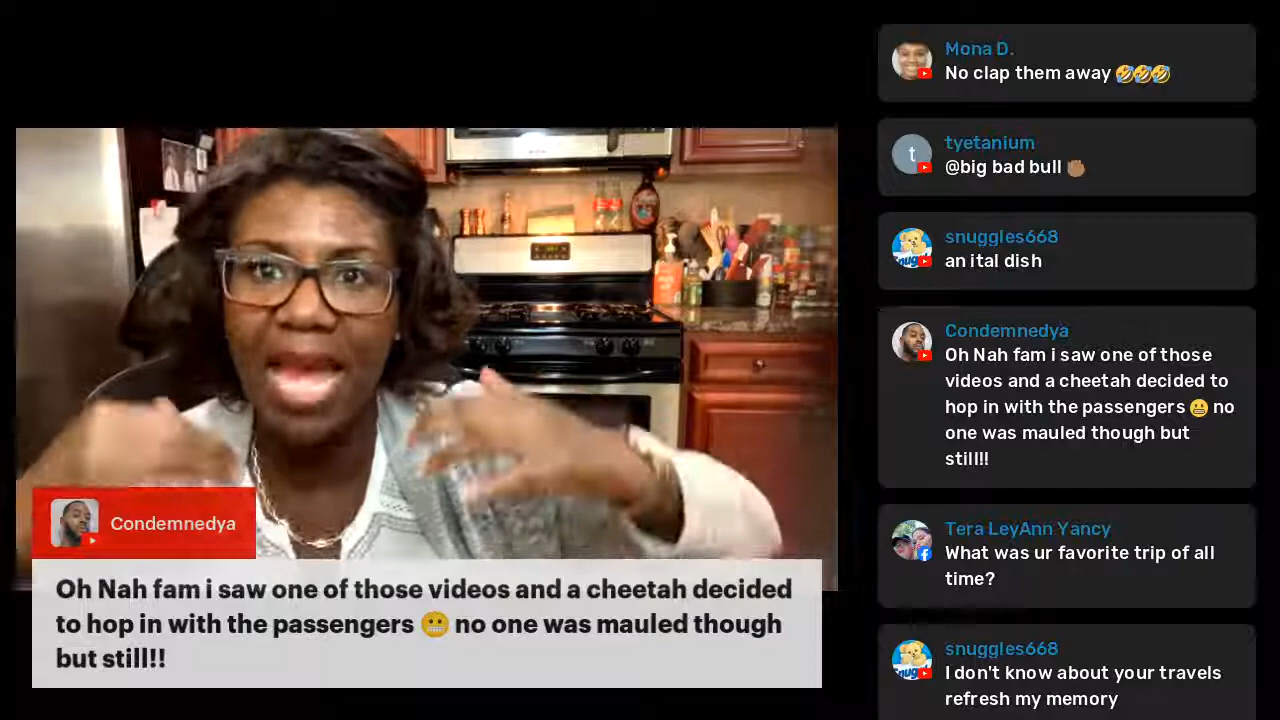 Condemnedya
Oh Nah fam i saw one of those videos and a cheetah decided
to hop in with the passengers 😬 no one was mauled though
but still!!
Mona D.
No clap them away 🤣🤣🤣
t
tyetanium
@big bad bull ✊🏽
snuggles668
an ital dish
Condemnedya
Oh Nah fam i saw one of those
videos and a cheetah decided to
hop in with the passengers 😬 no
one was mauled though but
still!!
Tera LeyAnn Yancy
What was ur favorite trip of all
time?
snuggles668
I don't know about your travels
refresh my memory